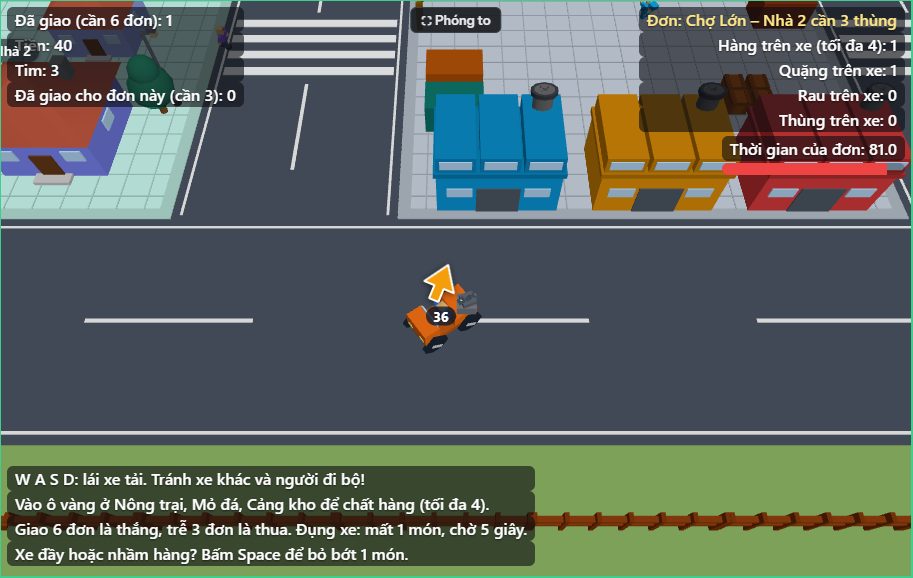 Đã giao (cần 6 đơn): 1
Tiền: 40
Nhà 2
Tim: 3
Đã giao cho đơn này (cần 3): 0
Phóng to
Đơn: Chợ Lớn – Nhà 2 cần 3 thùng
Hàng trên xe (tối đa 4): 1
Quặng trên xe: 1
Rau trên xe: 0
Thùng trên xe: 0
Thời gian của đơn: 81.0
36
W A S D: lái xe tải. Tránh xe khác và người đi bộ!
Vào ô vàng ở Nông trại, Mỏ đá, Cảng kho để chất hàng (tối đa 4).
Giao 6 đơn là thắng, trễ 3 đơn là thua. Đụng xe: mất 1 món, chờ 5 giây.
Xe đầy hoặc nhầm hàng? Bấm Space để bỏ bớt 1 món.